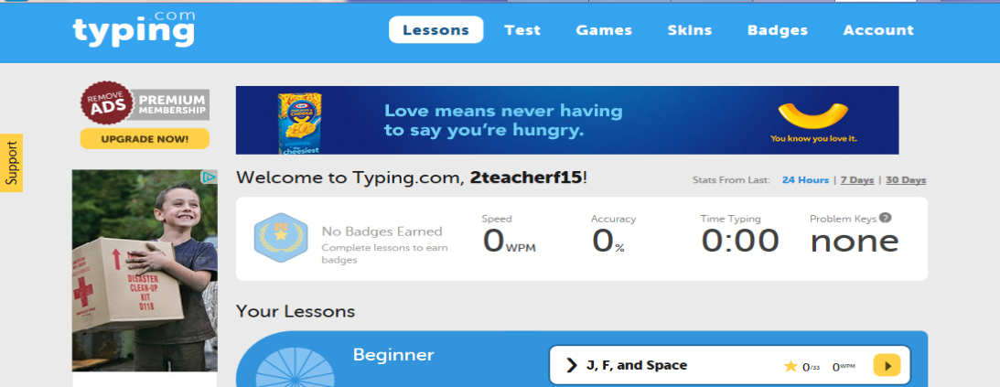 typing.com
Lessons Test Games Skins Badges Account
REMOVE
ADS
PREMIUM
MEMBERSHIP
UPGRADE NOW!
Support
Love means never having
to say you're hungry.
You know you love it.
cheesiest
Welcome to Typing.com, 2teacherf15!
Stats From Last: 24 Hours | 7 Days | 30 Days
No Badges Earned
Complete lessons to earn
badges
Speed
0 WPM
Accuracy
0 %
Time Typing
0:00
Problem Keys ?
none
DISASTER
CLEAN-UP
KIT
011B
Your Lessons
Beginner
J, F, and Space 0/33 0WPM